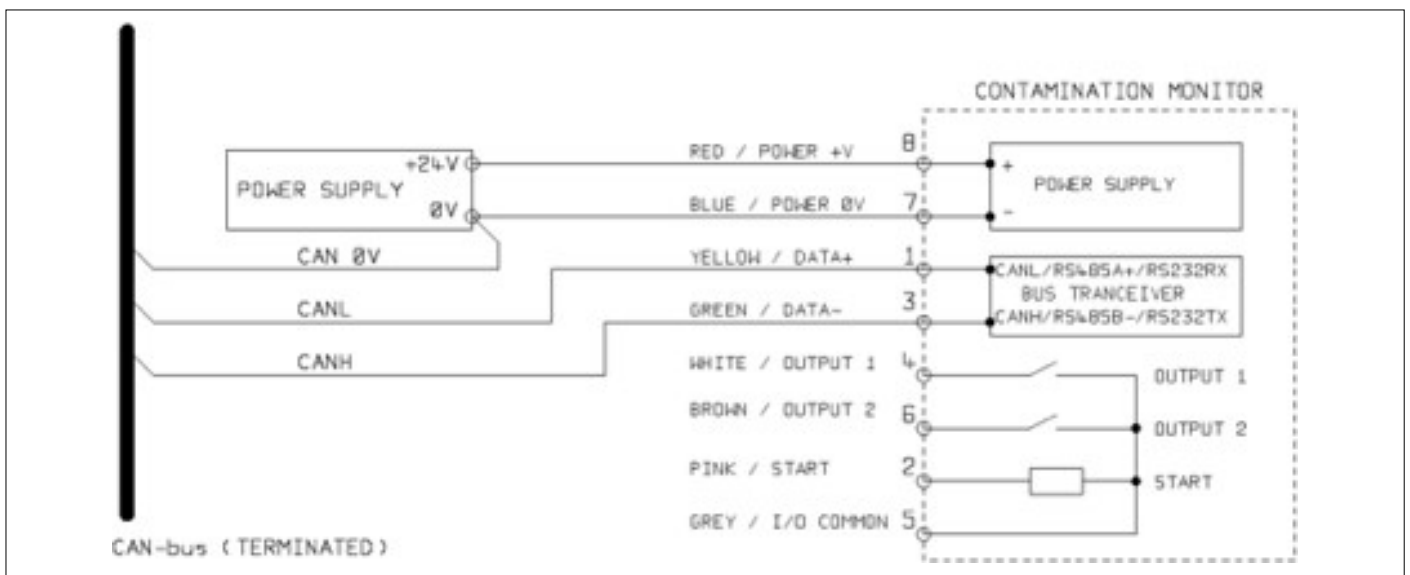 CONTAMINATION MONITOR
+24V
POWER SUPPLY
0V
RED / POWER +V 8
+
POWER SUPPLY
BLUE / POWER 0V 7
-
CAN 0V
YELLOW / DATA+ 1
CANL/RS485A+/RS232RX
BUS TRANCEIVER
CANL
GREEN / DATA- 3
CANH/RS485B-/RS232TX
CANH
WHITE / OUTPUT 1 4
OUTPUT 1
BROWN / OUTPUT 2 6
OUTPUT 2
PINK / START 2
START
GREY / I/O COMMON 5
CAN-bus (TERMINATED)